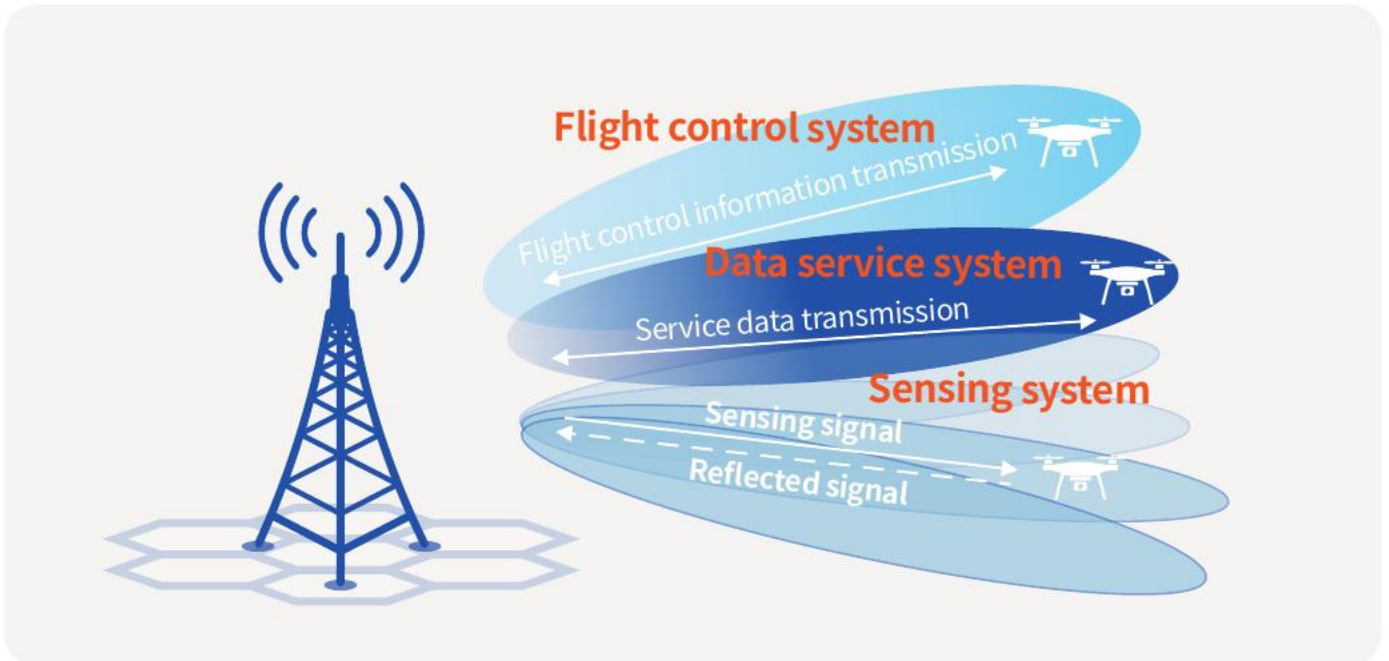 Flight control system
Flight control information transmission
Data service system
Service data transmission
Sensing system
Sensing signal
Reflected signal